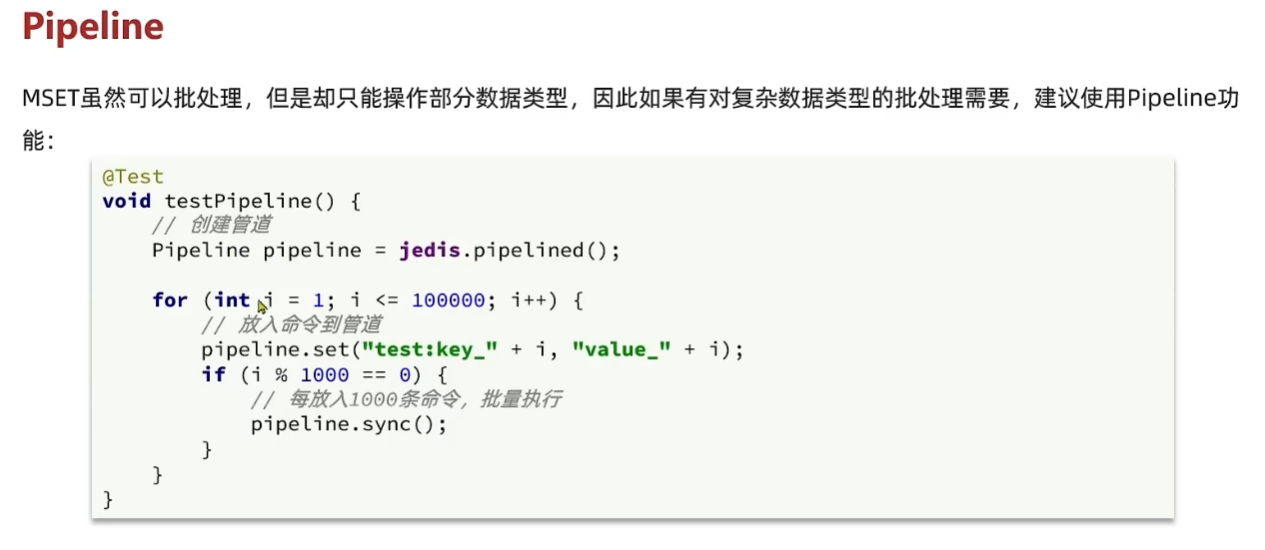 Pipeline
MSET虽然可以批处理，但是却只能操作部分数据类型，因此如果有对复杂数据类型的批处理需要，建议使用Pipeline功
能：
@Test
void testPipeline() {
    // 创建管道
    Pipeline pipeline = jedis.pipelined();
    for (int i = 1; i <= 100000; i++) {
        // 放入命令到管道
        pipeline.set("test:key_" + i, "value_" + i);
        if (i % 1000 == 0) {
            // 每放入1000条命令，批量执行
            pipeline.sync();
        }
    }
}